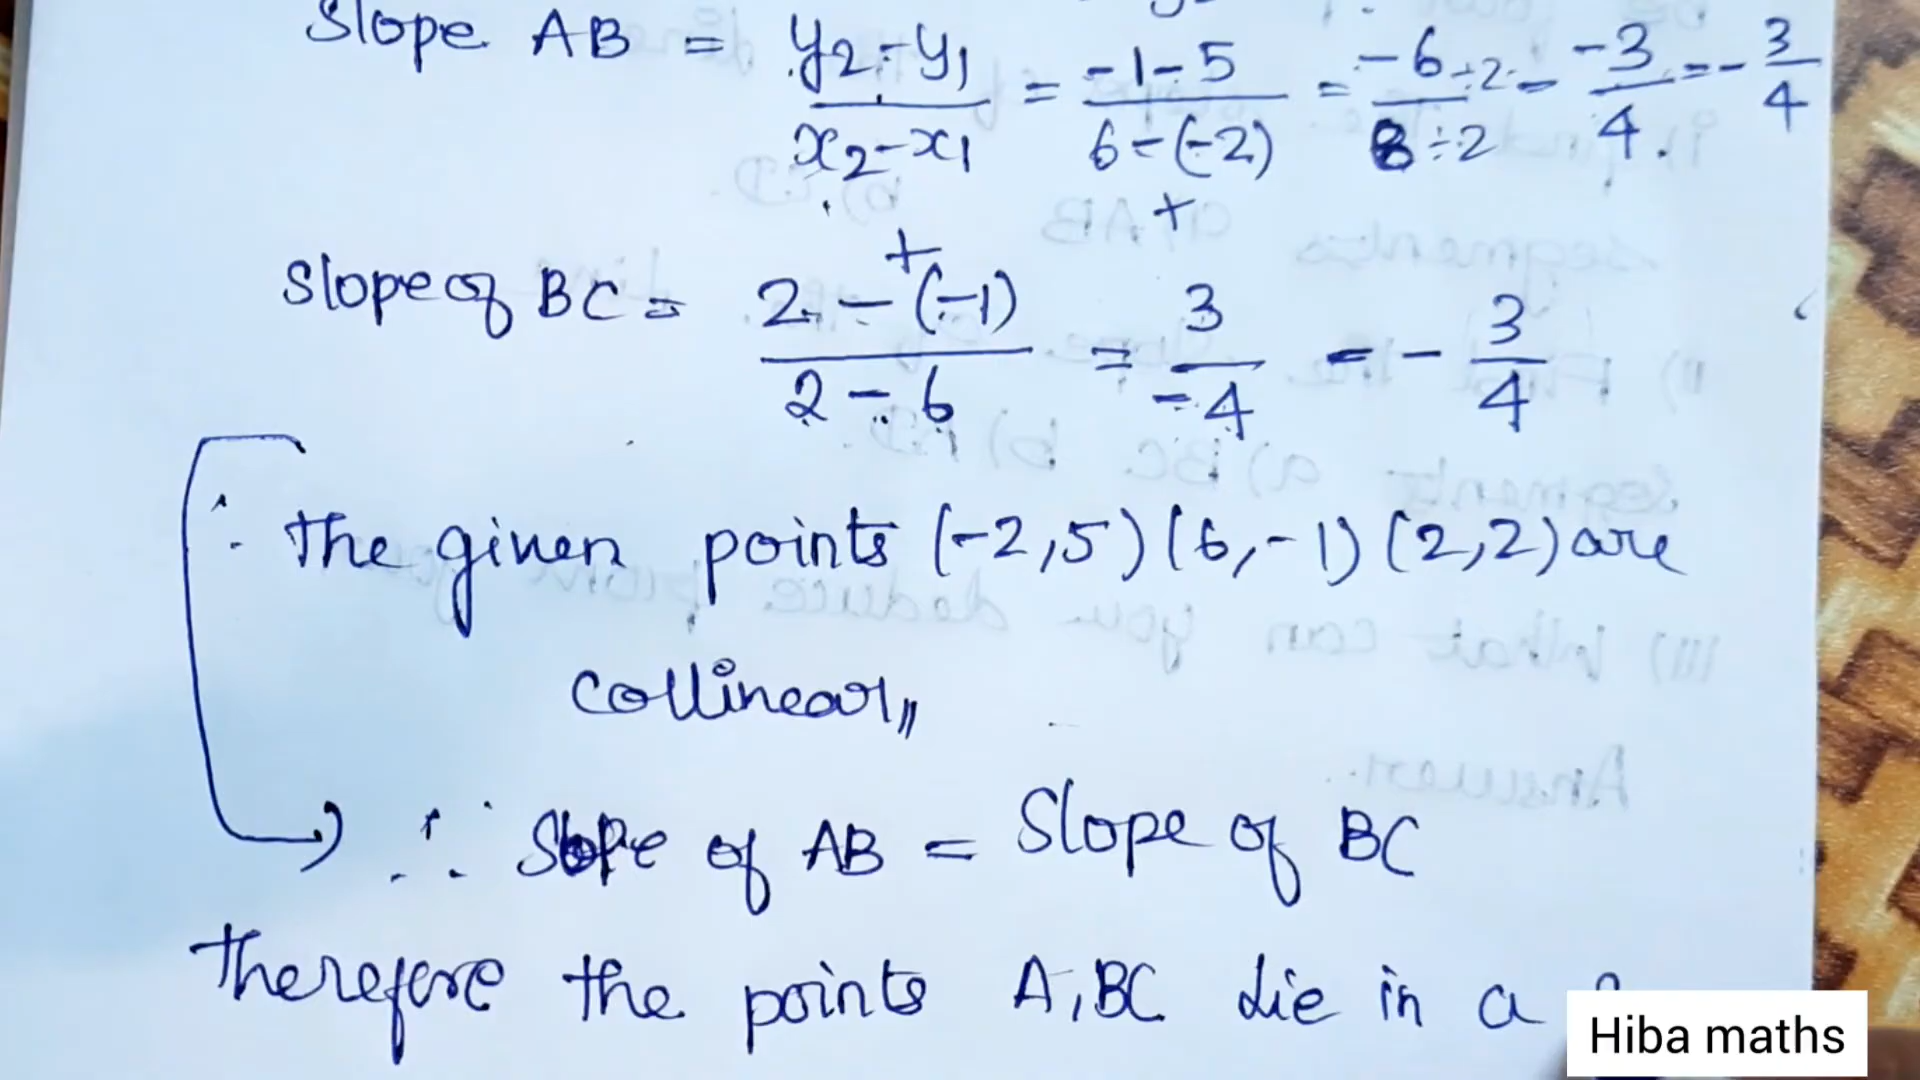 Slope AB = y2-y1/x2-x1 = -1-5/6-(-2) = -6÷2/8÷2 = -3/4 = -3/4
+
+
Slope of BC = 2-(-1)/2-6 = 3/-4 = -3/4
∴ The given points (-2,5) (6,-1) (2,2) are
collinear,,
∴ Slope of AB = Slope of BC
Therefore the points A,BC lie in a
Hiba maths